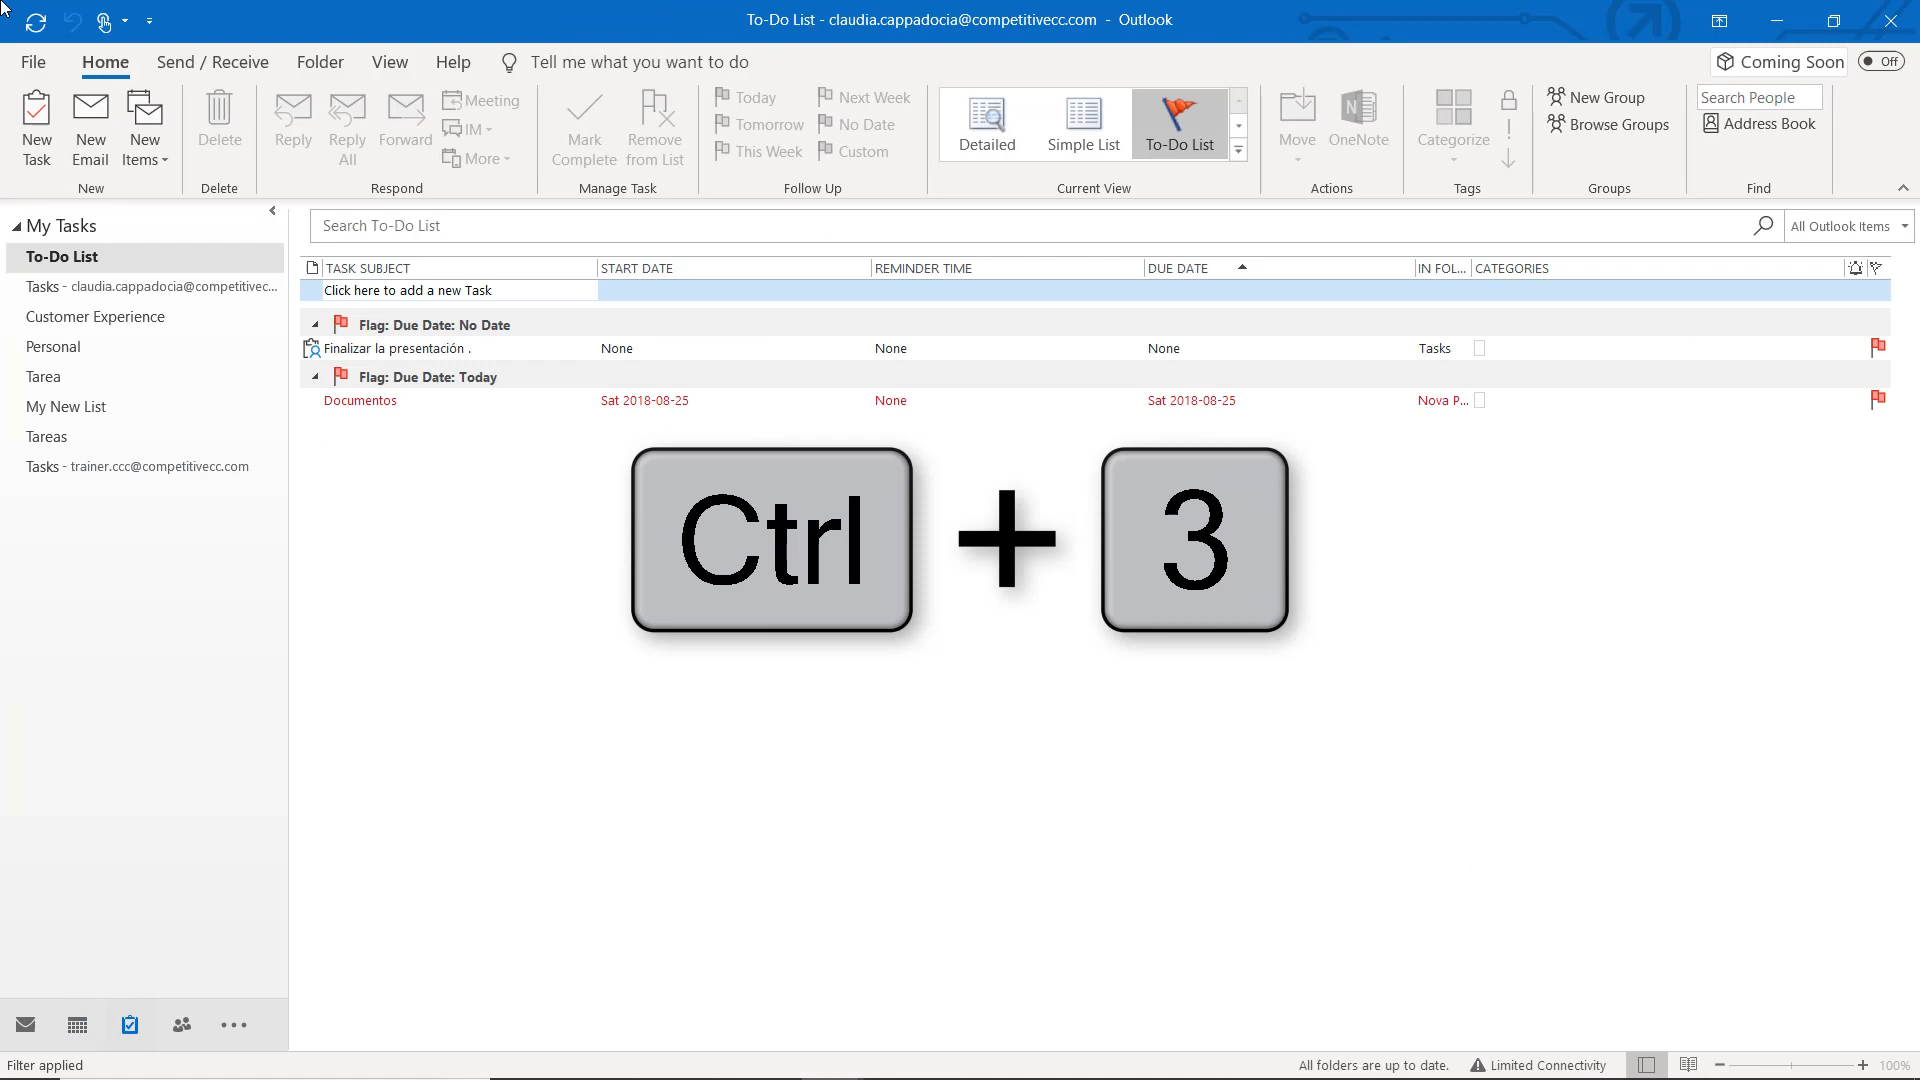 To-Do List - claudia.cappadocia@competitivecc.com - Outlook
File Home Send / Receive Folder View Help Tell me what you want to do
Coming Soon Off
New Task
New Email
New Items
New
Delete
Delete
Reply
Reply All
Forward
Meeting
IM
More
Respond
Mark Complete
Remove from List
Manage Task
Today
Tomorrow
This Week
Next Week
No Date
Custom
Follow Up
Detailed
Simple List
To-Do List
Current View
Move
OneNote
Actions
Categorize
Tags
New Group
Browse Groups
Groups
Search People
Address Book
Find
My Tasks
To-Do List
Tasks - claudia.cappadocia@competitivec...
Customer Experience
Personal
Tarea
My New List
Tareas
Tasks - trainer.ccc@competitivecc.com
Search To-Do List
All Outlook Items
TASK SUBJECT START DATE REMINDER TIME DUE DATE IN FOL... CATEGORIES
Click here to add a new Task
Flag: Due Date: No Date
Finalizar la presentación . None None None Tasks
Flag: Due Date: Today
Documentos Sat 2018-08-25 None Sat 2018-08-25 Nova P...
Ctrl + 3
Filter applied
All folders are up to date. Limited Connectivity 100%